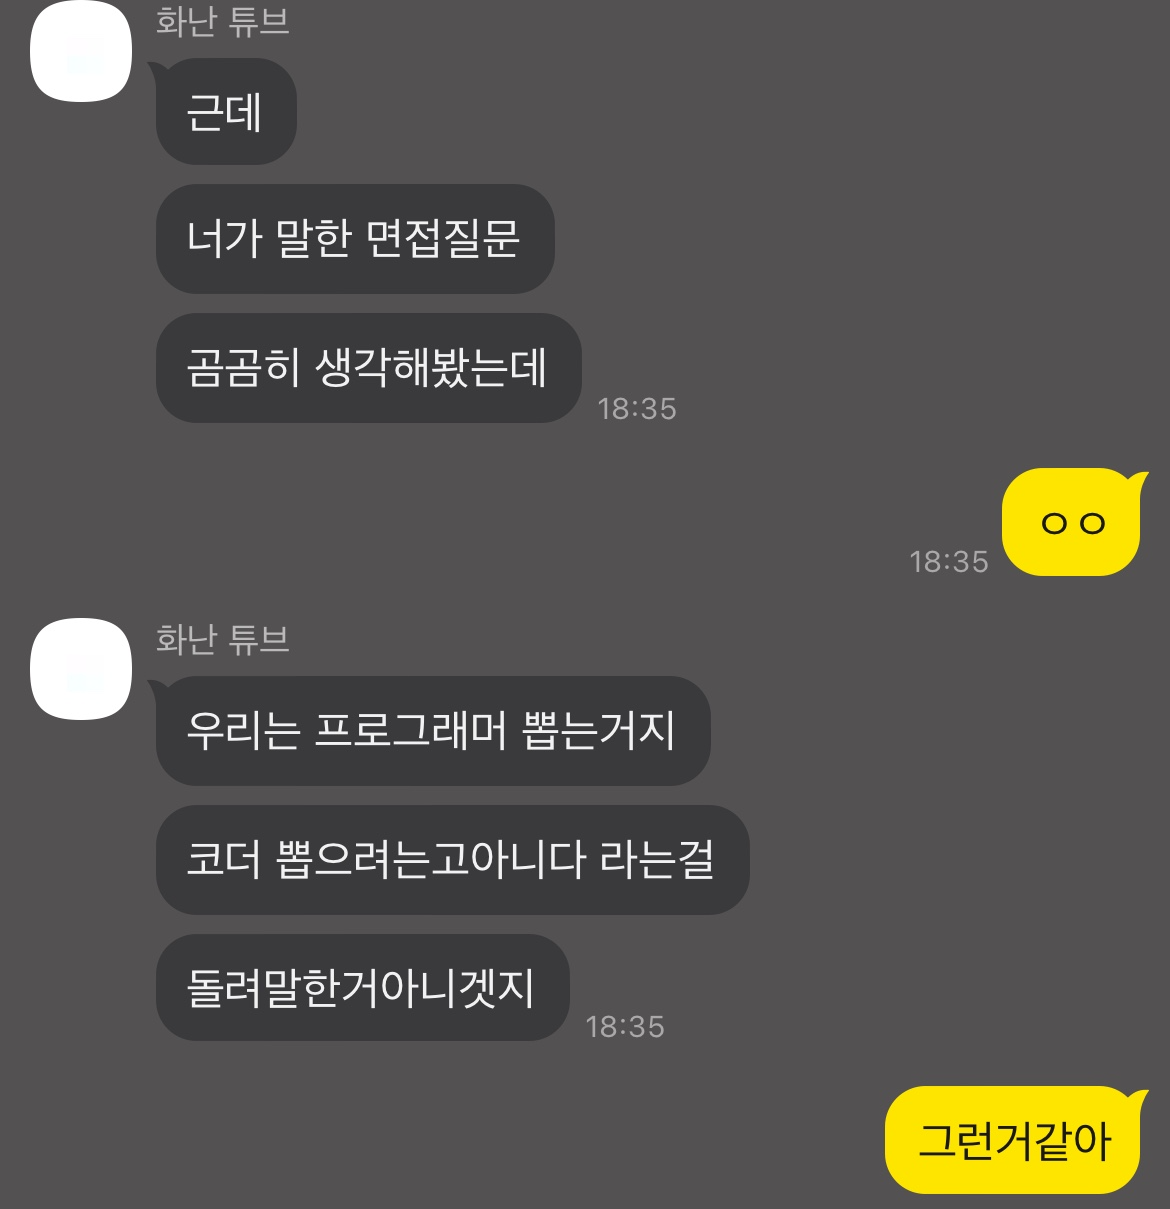 화난 튜브
근데
너가 말한 면접질문
곰곰히 생각해봤는데
18:35
ㅇㅇ
18:35
화난 튜브
우리는 프로그래머 뽑는거지
코더 뽑으려는고아니다 라는걸
돌려말한거아니겟지
18:35
그런거같아